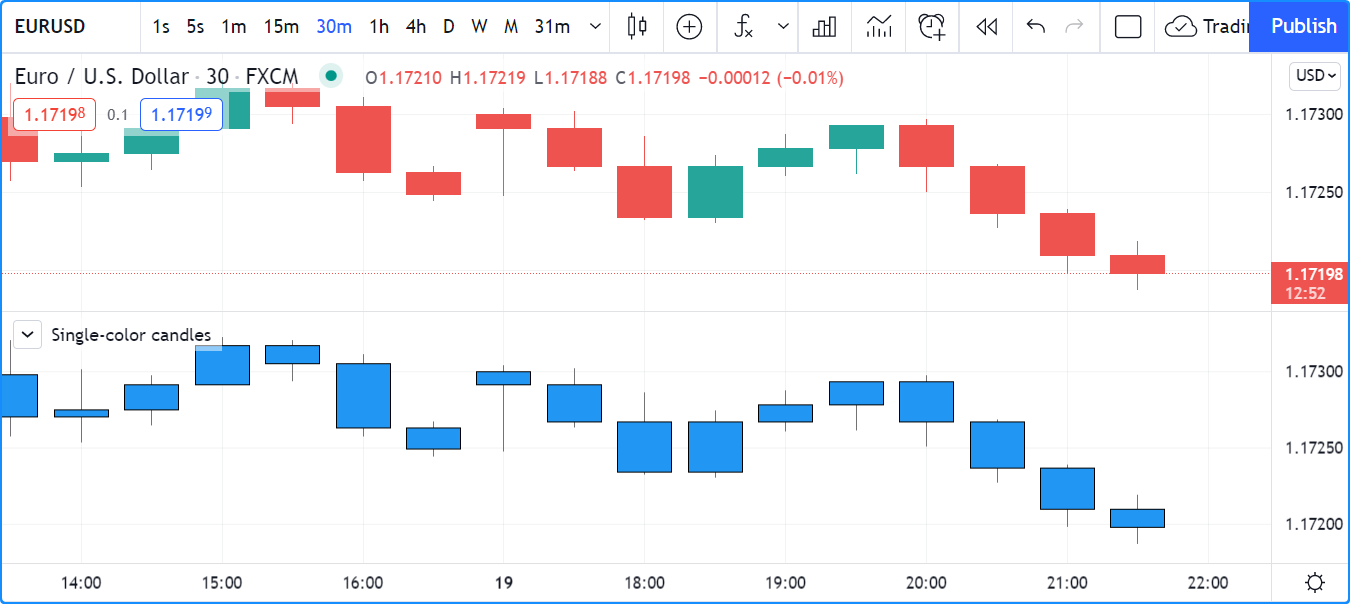 EURUSD 1s 5s 1m 15m 30m 1h 4h D W M 31m Tradi Publish
Euro / U.S. Dollar · 30 · FXCM O1.17210 H1.17219 L1.17188 C1.17198 −0.00012 (−0.01%) USD
1.17198 0.1 1.17199 1.17300
1.17250
1.17198
12:52
Single-color candles
1.17300
1.17250
1.17200
14:00 15:00 16:00 19 18:00 19:00 20:00 21:00 22:00